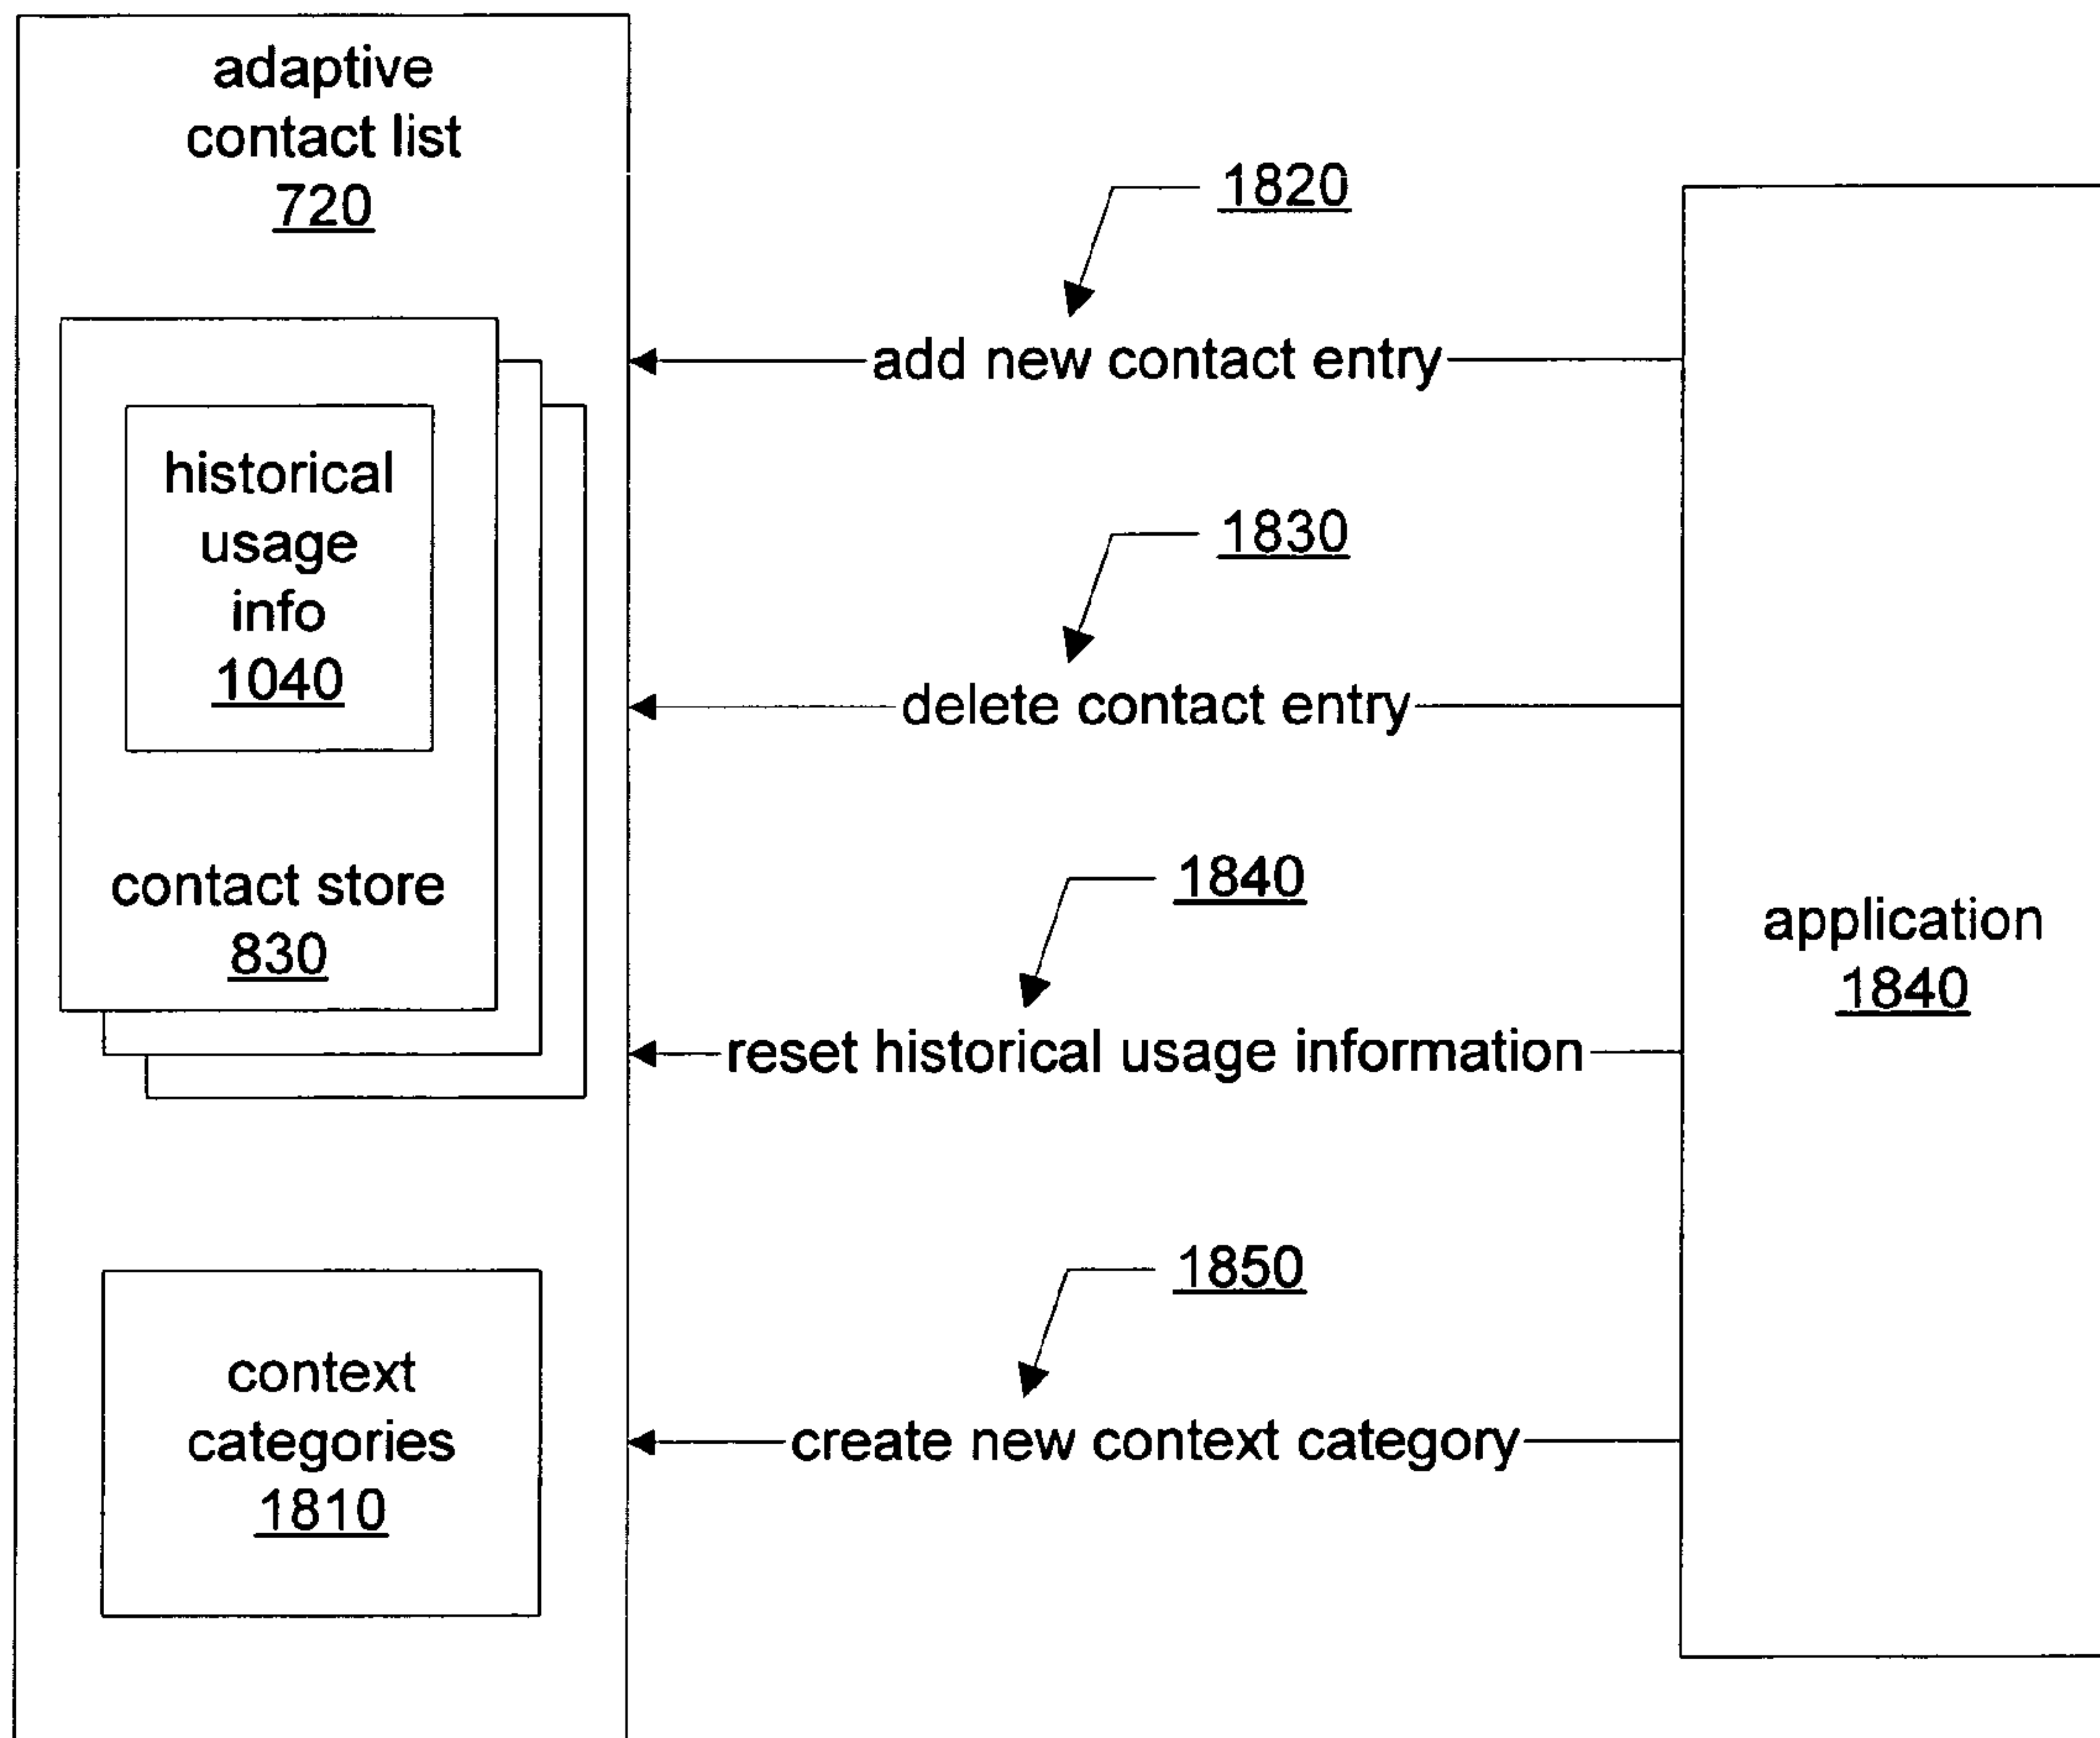 adaptive
contact list
720
historical
usage
info
1040
contact store
830
context
categories
1810
1820
add new contact entry
1830
delete contact entry
1840
reset historical usage information
1850
create new context category
application
1840